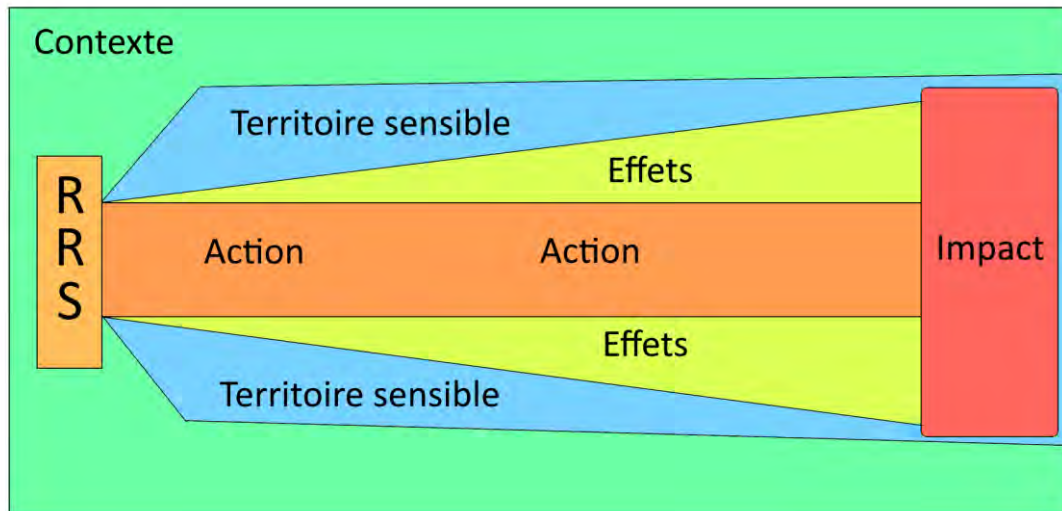 Contexte
Territoire sensible
Effets
R
R
S
Action
Action
Impact
Effets
Territoire sensible